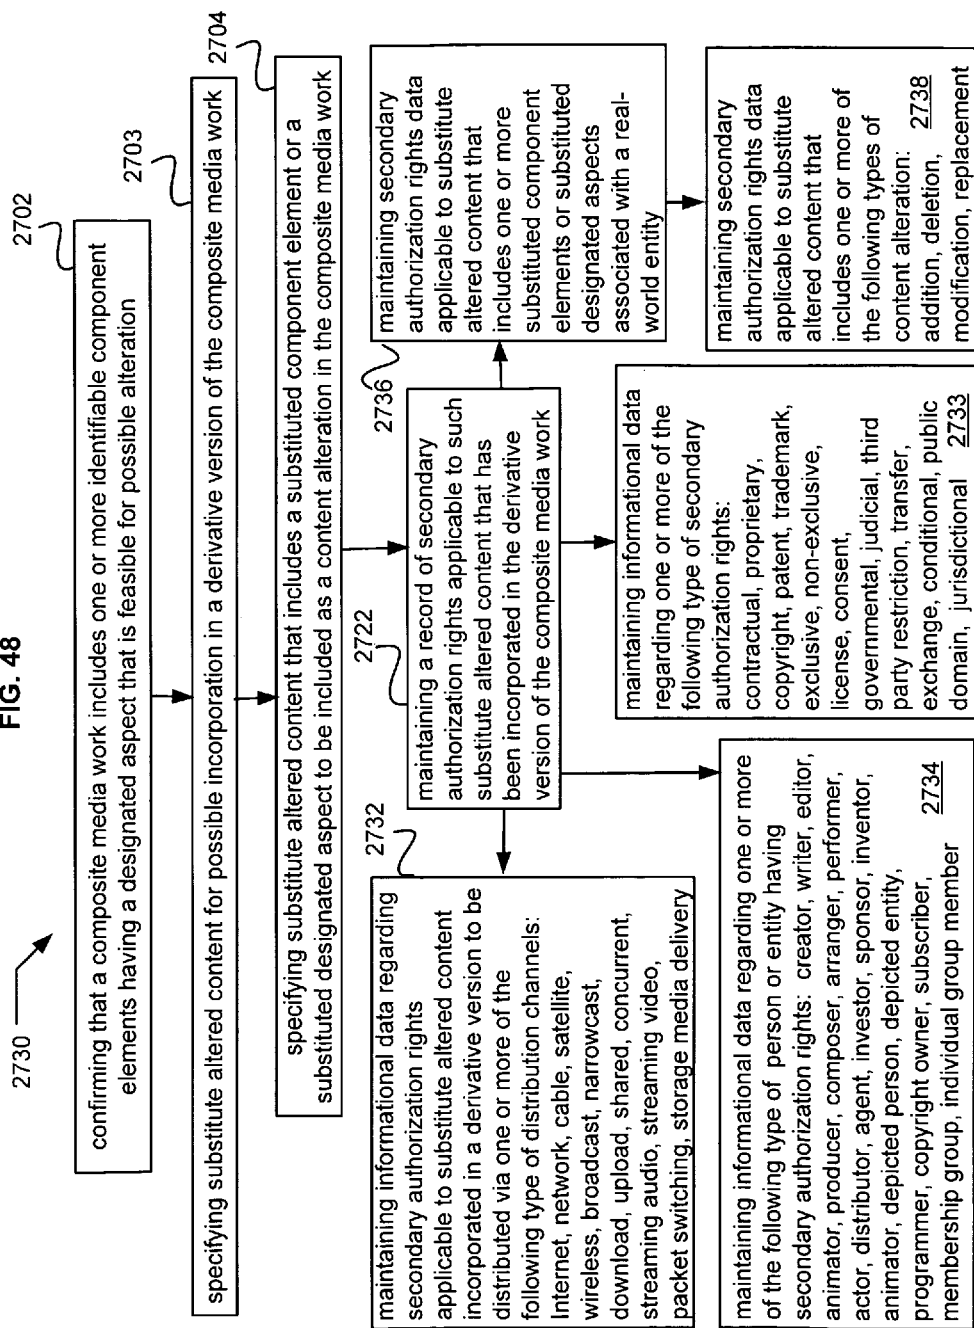 FIG. 48
2730
2702
confirming that a composite media work includes one or more identifiable component
elements having a designated aspect that is feasible for possible alteration
2703
specifying substitute altered content for possible incorporation in a derivative version of the composite media work
2704
specifying substitute altered content that includes a substituted component element or a
substituted designated aspect to be included as a content alteration in the composite media work
2722
maintaining a record of secondary
authorization rights applicable to such
substitute altered content that has
been incorporated in the derivative
version of the composite media work
2732
maintaining informational data regarding
secondary authorization rights
applicable to substitute altered content
incorporated in a derivative version to be
distributed via one or more of the
following type of distribution channels:
Internet, network, cable, satellite,
wireless, broadcast, narrowcast,
download, upload, shared, concurrent,
streaming audio, streaming video,
packet switching, storage media delivery
2736
maintaining secondary
authorization rights data
applicable to substitute
altered content that
includes one or more
substituted component
elements or substituted
designated aspects
associated with a real-
world entity
maintaining informational data regarding one or more
of the following type of  person or entity having
secondary authorization rights:  creator, writer, editor,
animator, producer, composer, arranger, performer,
actor, distributor, agent, investor, sponsor, inventor,
animator, depicted person, depicted entity,
programmer, copyright owner, subscriber,
membership group, individual group member
2734
maintaining informational data
regarding one or more of the
following type of secondary
authorization rights:
contractual, proprietary,
copyright, patent, trademark,
exclusive, non-exclusive,
license, consent,
governmental, judicial, third
party restriction, transfer,
exchange, conditional, public
domain,  jurisdictional 2733
maintaining secondary
authorization rights data
applicable to substitute
altered content that
includes one or more of
the following types of
content alteration:
addition, deletion, 2738
modification, replacement